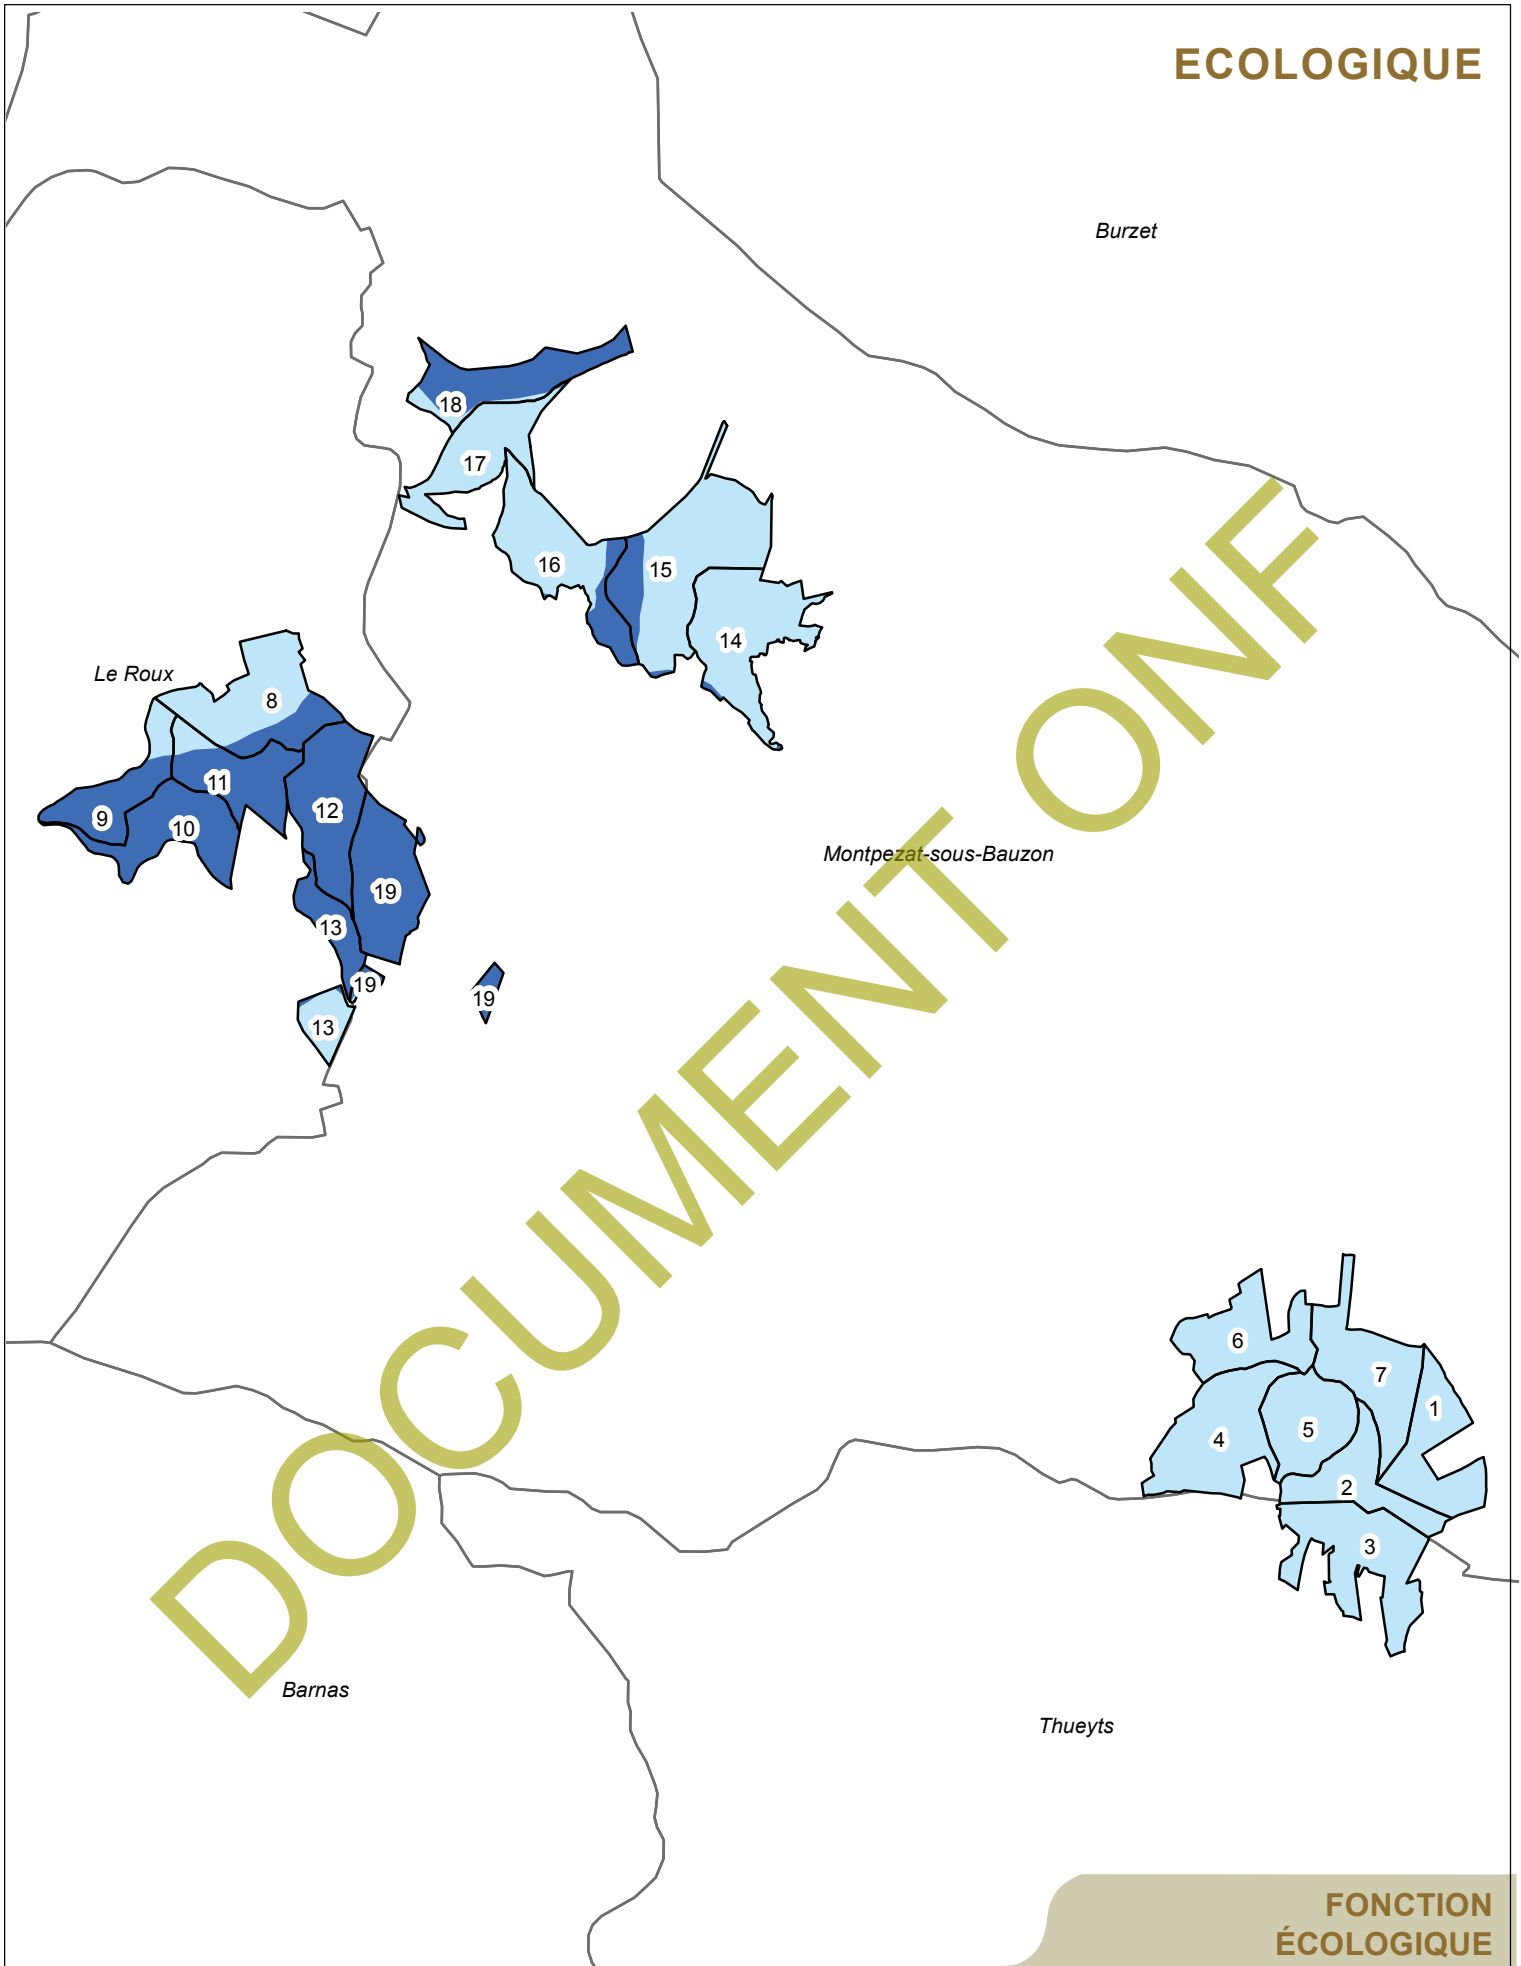 ECOLOGIQUE
Burzet
18
17
16
15
14
Le Roux
8
11
9
10
12
19
13
19
13
19
Montpezat-sous-Bauzon
DOCUMENT ONF
6
7
1
5
4
2
3
Barnas
Thueyts
FONCTION
ÉCOLOGIQUE